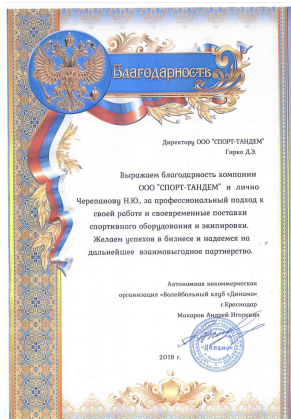 Благодарность
Директору ООО "СПОРТ-ТАНДЕМ"
Гирко Д.Э.
Выражаем благодарность компании
ООО "СПОРТ-ТАНДЕМ" и лично
Черепанову Н.Ю., за профессиональный подход к
своей работе и своевременные поставки
спортивного оборудования и экипировки.
Желаем успехов в бизнесе и надеемся на
дальнейшее взаимовыгодное партнерство.
Автономная некоммерческая
организация «Волейбольный клуб «Динамо»
г.Краснодар
Макаров Андрей Игоревич
«Динамо»
2019 г.